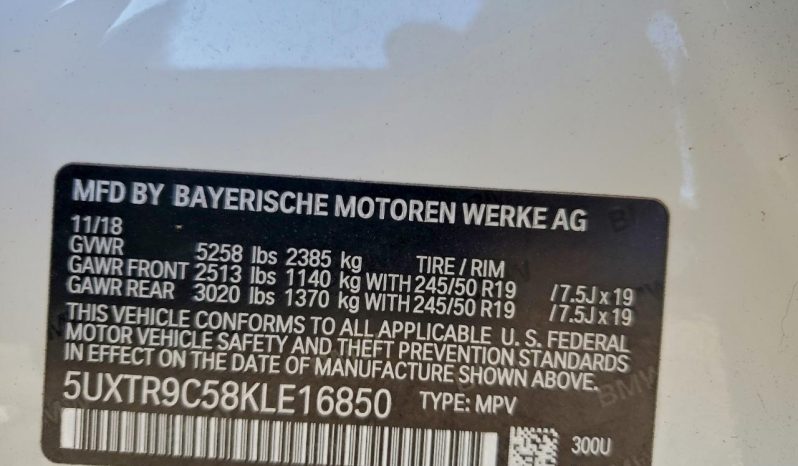 MFD BY BAYERISCHE MOTOREN WERKE AG
11/18
GVWR 5258 lbs 2385 kg TIRE / RIM
GAWR FRONT 2513 lbs 1140 kg WITH 245/50 R19 /7.5J x 19
GAWR REAR 3020 lbs 1370 kg WITH 245/50 R19 /7.5J x 19
THIS VEHICLE CONFORMS TO ALL APPLICABLE U. S. FEDERAL
MOTOR VEHICLE SAFETY AND THEFT PREVENTION STANDARDS
IN EFFECT ON THE DATE OF MANUFACTURE SHOWN ABOVE.
5UXTR9C58KLE16850 TYPE: MPV
300U